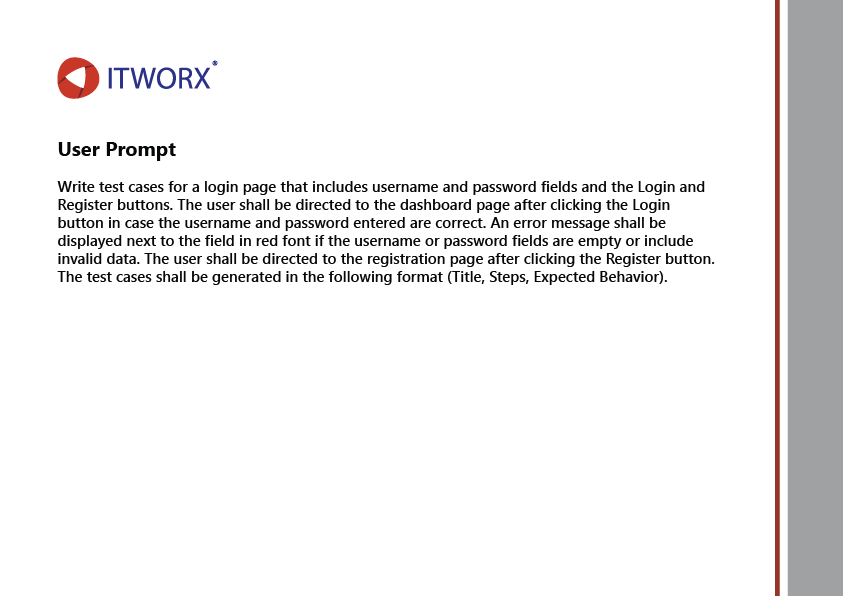 ITWORX®
User Prompt
Write test cases for a login page that includes username and password fields and the Login and
Register buttons. The user shall be directed to the dashboard page after clicking the Login
button in case the username and password entered are correct. An error message shall be
displayed next to the field in red font if the username or password fields are empty or include
invalid data. The user shall be directed to the registration page after clicking the Register button.
The test cases shall be generated in the following format (Title, Steps, Expected Behavior).